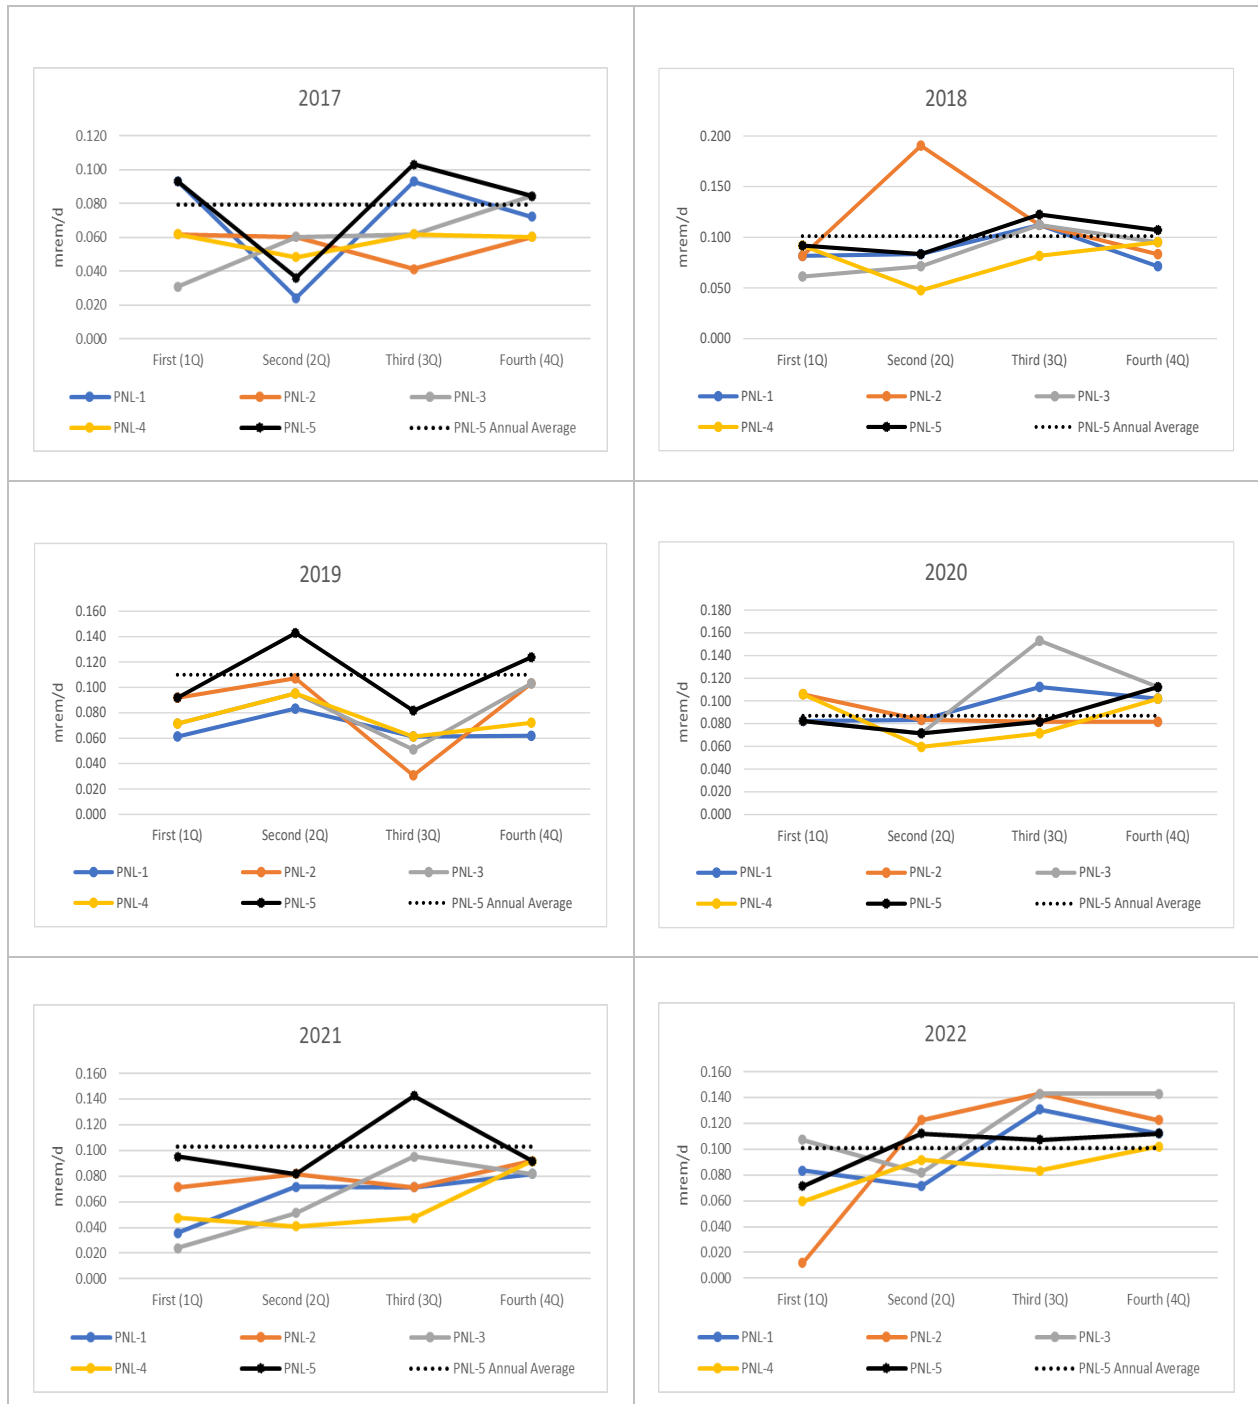 2017
0.120
0.100
0.080
0.060
0.040
0.020
0.000
mrem/d
First (1Q) Second (2Q) Third (3Q) Fourth (4Q)
PNL-1 PNL-2 PNL-3
PNL-4 PNL-5 PNL-5 Annual Average
2018
0.200
0.150
0.100
0.050
0.000
mrem/d
First (1Q) Second (2Q) Third (3Q) Fourth (4Q)
PNL-1 PNL-2 PNL-3
PNL-4 PNL-5 PNL-5 Annual Average
2019
0.160
0.140
0.120
0.100
0.080
0.060
0.040
0.020
0.000
mrem/d
First (1Q) Second (2Q) Third (3Q) Fourth (4Q)
PNL-1 PNL-2 PNL-3
PNL-4 PNL-5 PNL-5 Annual Average
2020
0.180
0.160
0.140
0.120
0.100
0.080
0.060
0.040
0.020
0.000
mrem/d
First (1Q) Second (2Q) Third (3Q) Fourth (4Q)
PNL-1 PNL-2 PNL-3
PNL-4 PNL-5 PNL-5 Annual Average
2021
0.160
0.140
0.120
0.100
0.080
0.060
0.040
0.020
0.000
mrem/d
First (1Q) Second (2Q) Third (3Q) Fourth (4Q)
PNL-1 PNL-2 PNL-3
PNL-4 PNL-5 PNL-5 Annual Average
2022
0.160
0.140
0.120
0.100
0.080
0.060
0.040
0.020
0.000
mrem/d
First (1Q) Second (2Q) Third (3Q) Fourth (4Q)
PNL-1 PNL-2 PNL-3
PNL-4 PNL-5 PNL-5 Annual Average